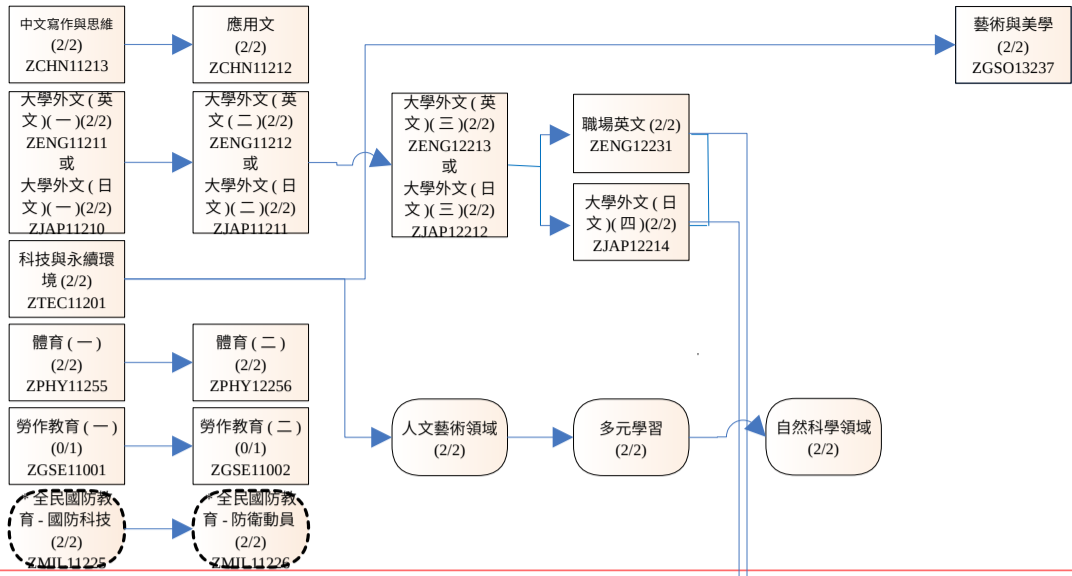 中文寫作與思維
(2/2)
ZCHN11213
應用文
(2/2)
ZCHN11212
藝術與美學
(2/2)
ZGSO13237
大學外文 ( 英
文 )( 一 )(2/2)
ZENG11211
或
大學外文 ( 日
文 )( 一 )(2/2)
ZJAP11210
大學外文 ( 英
文 )( 二 )(2/2)
ZENG11212
或
大學外文 ( 日
文 )( 二 )(2/2)
ZJAP11211
大學外文 ( 英
文 )( 三 )(2/2)
ZENG12213
或
大學外文 ( 日
文 )( 三 )(2/2)
ZJAP12212
職場英文 (2/2)
ZENG12231
大學外文 ( 日
文 )( 四 )(2/2)
ZJAP12214
科技與永續環
境 (2/2)
ZTEC11201
體育 ( 一 )
(2/2)
ZPHY11255
體育 ( 二 )
(2/2)
ZPHY12256
勞作教育 ( 一 )
(0/1)
ZGSE11001
勞作教育 ( 二 )
(0/1)
ZGSE11002
人文藝術領域
(2/2)
多元學習
(2/2)
自然科學領域
(2/2)
* 全民國防教
育 - 國防科技
(2/2)
ZMIL11225
* 全民國防教
育 - 防衛動員
(2/2)
ZMIL11226